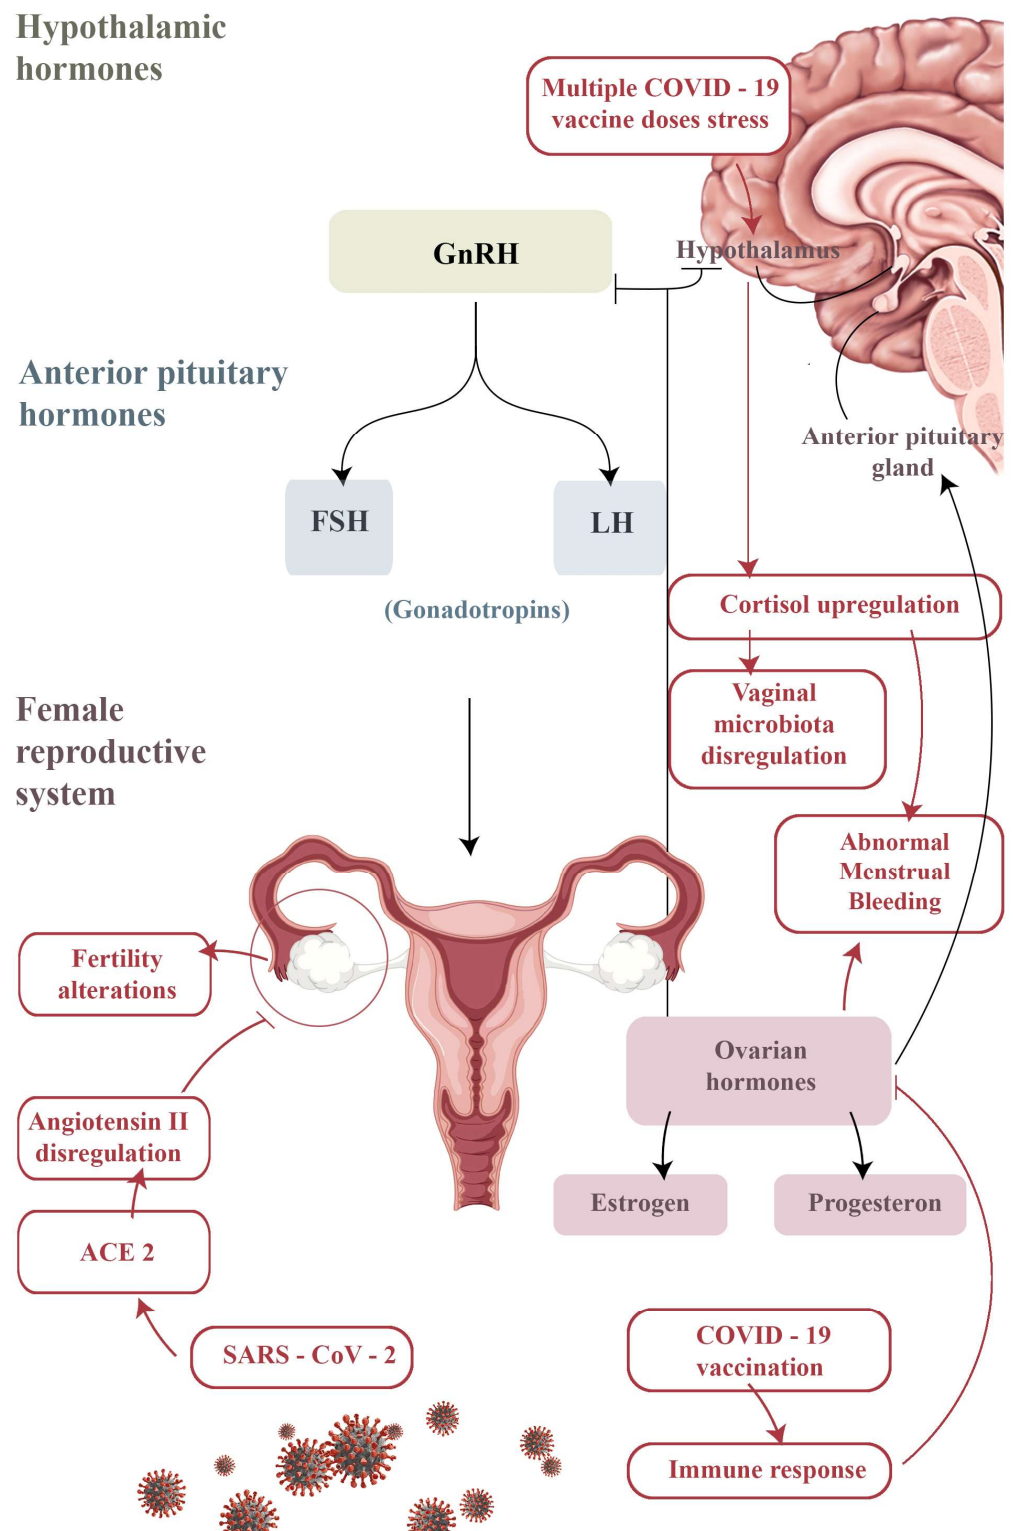 Hypothalamic
hormones
Multiple COVID - 19
vaccine doses stress
GnRH
Hypothalamus
Anterior pituitary
hormones
Anterior pituitary
gland
FSH
LH
(Gonadotropins)
Cortisol upregulation
Vaginal
microbiota
disregulation
Female
reproductive
system
Abnormal
Menstrual
Bleeding
Fertility
alterations
Ovarian
hormones
Angiotensin II
disregulation
Estrogen
Progesteron
ACE 2
SARS - CoV - 2
COVID - 19
vaccination
Immune response